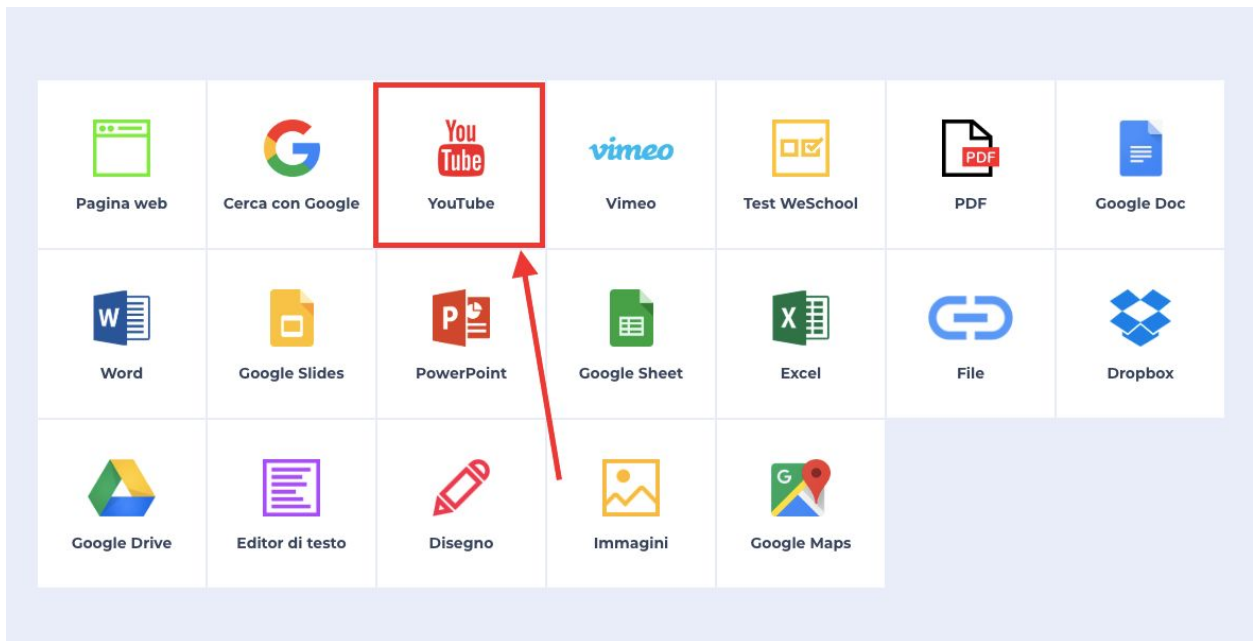 You
Tube
vimeo
PDF
Pagina web
Cerca con Google
YouTube
Vimeo
Test WeSchool
PDF
Google Doc
W
P
X
Word
Google Slides
PowerPoint
Google Sheet
Excel
File
Dropbox
G
Google Drive
Editor di testo
Disegno
Immagini
Google Maps